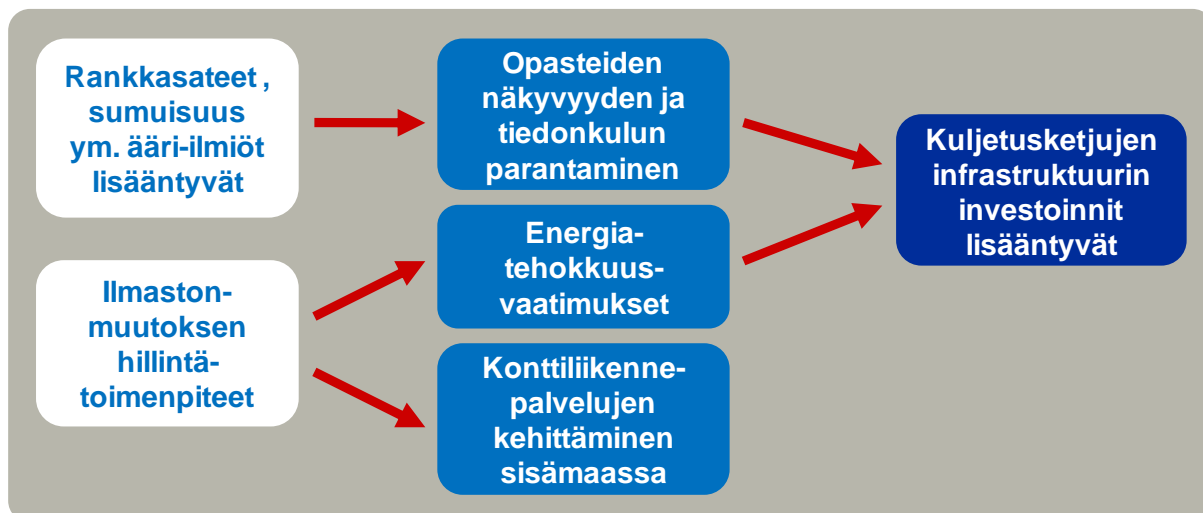 Rankkasateet ,
sumuisuus
ym. ääri-ilmiöt
lisääntyvät
Ilmaston-
muutoksen
hillintä-
toimenpiteet
Opasteiden
näkyvyyden ja
tiedonkulun
parantaminen
Energia-
tehokkuus-
vaatimukset
Konttiliikenne-
palvelujen
kehittäminen
sisämaassa
Kuljetusketjujen
infrastruktuurin
investoinnit
lisääntyvät